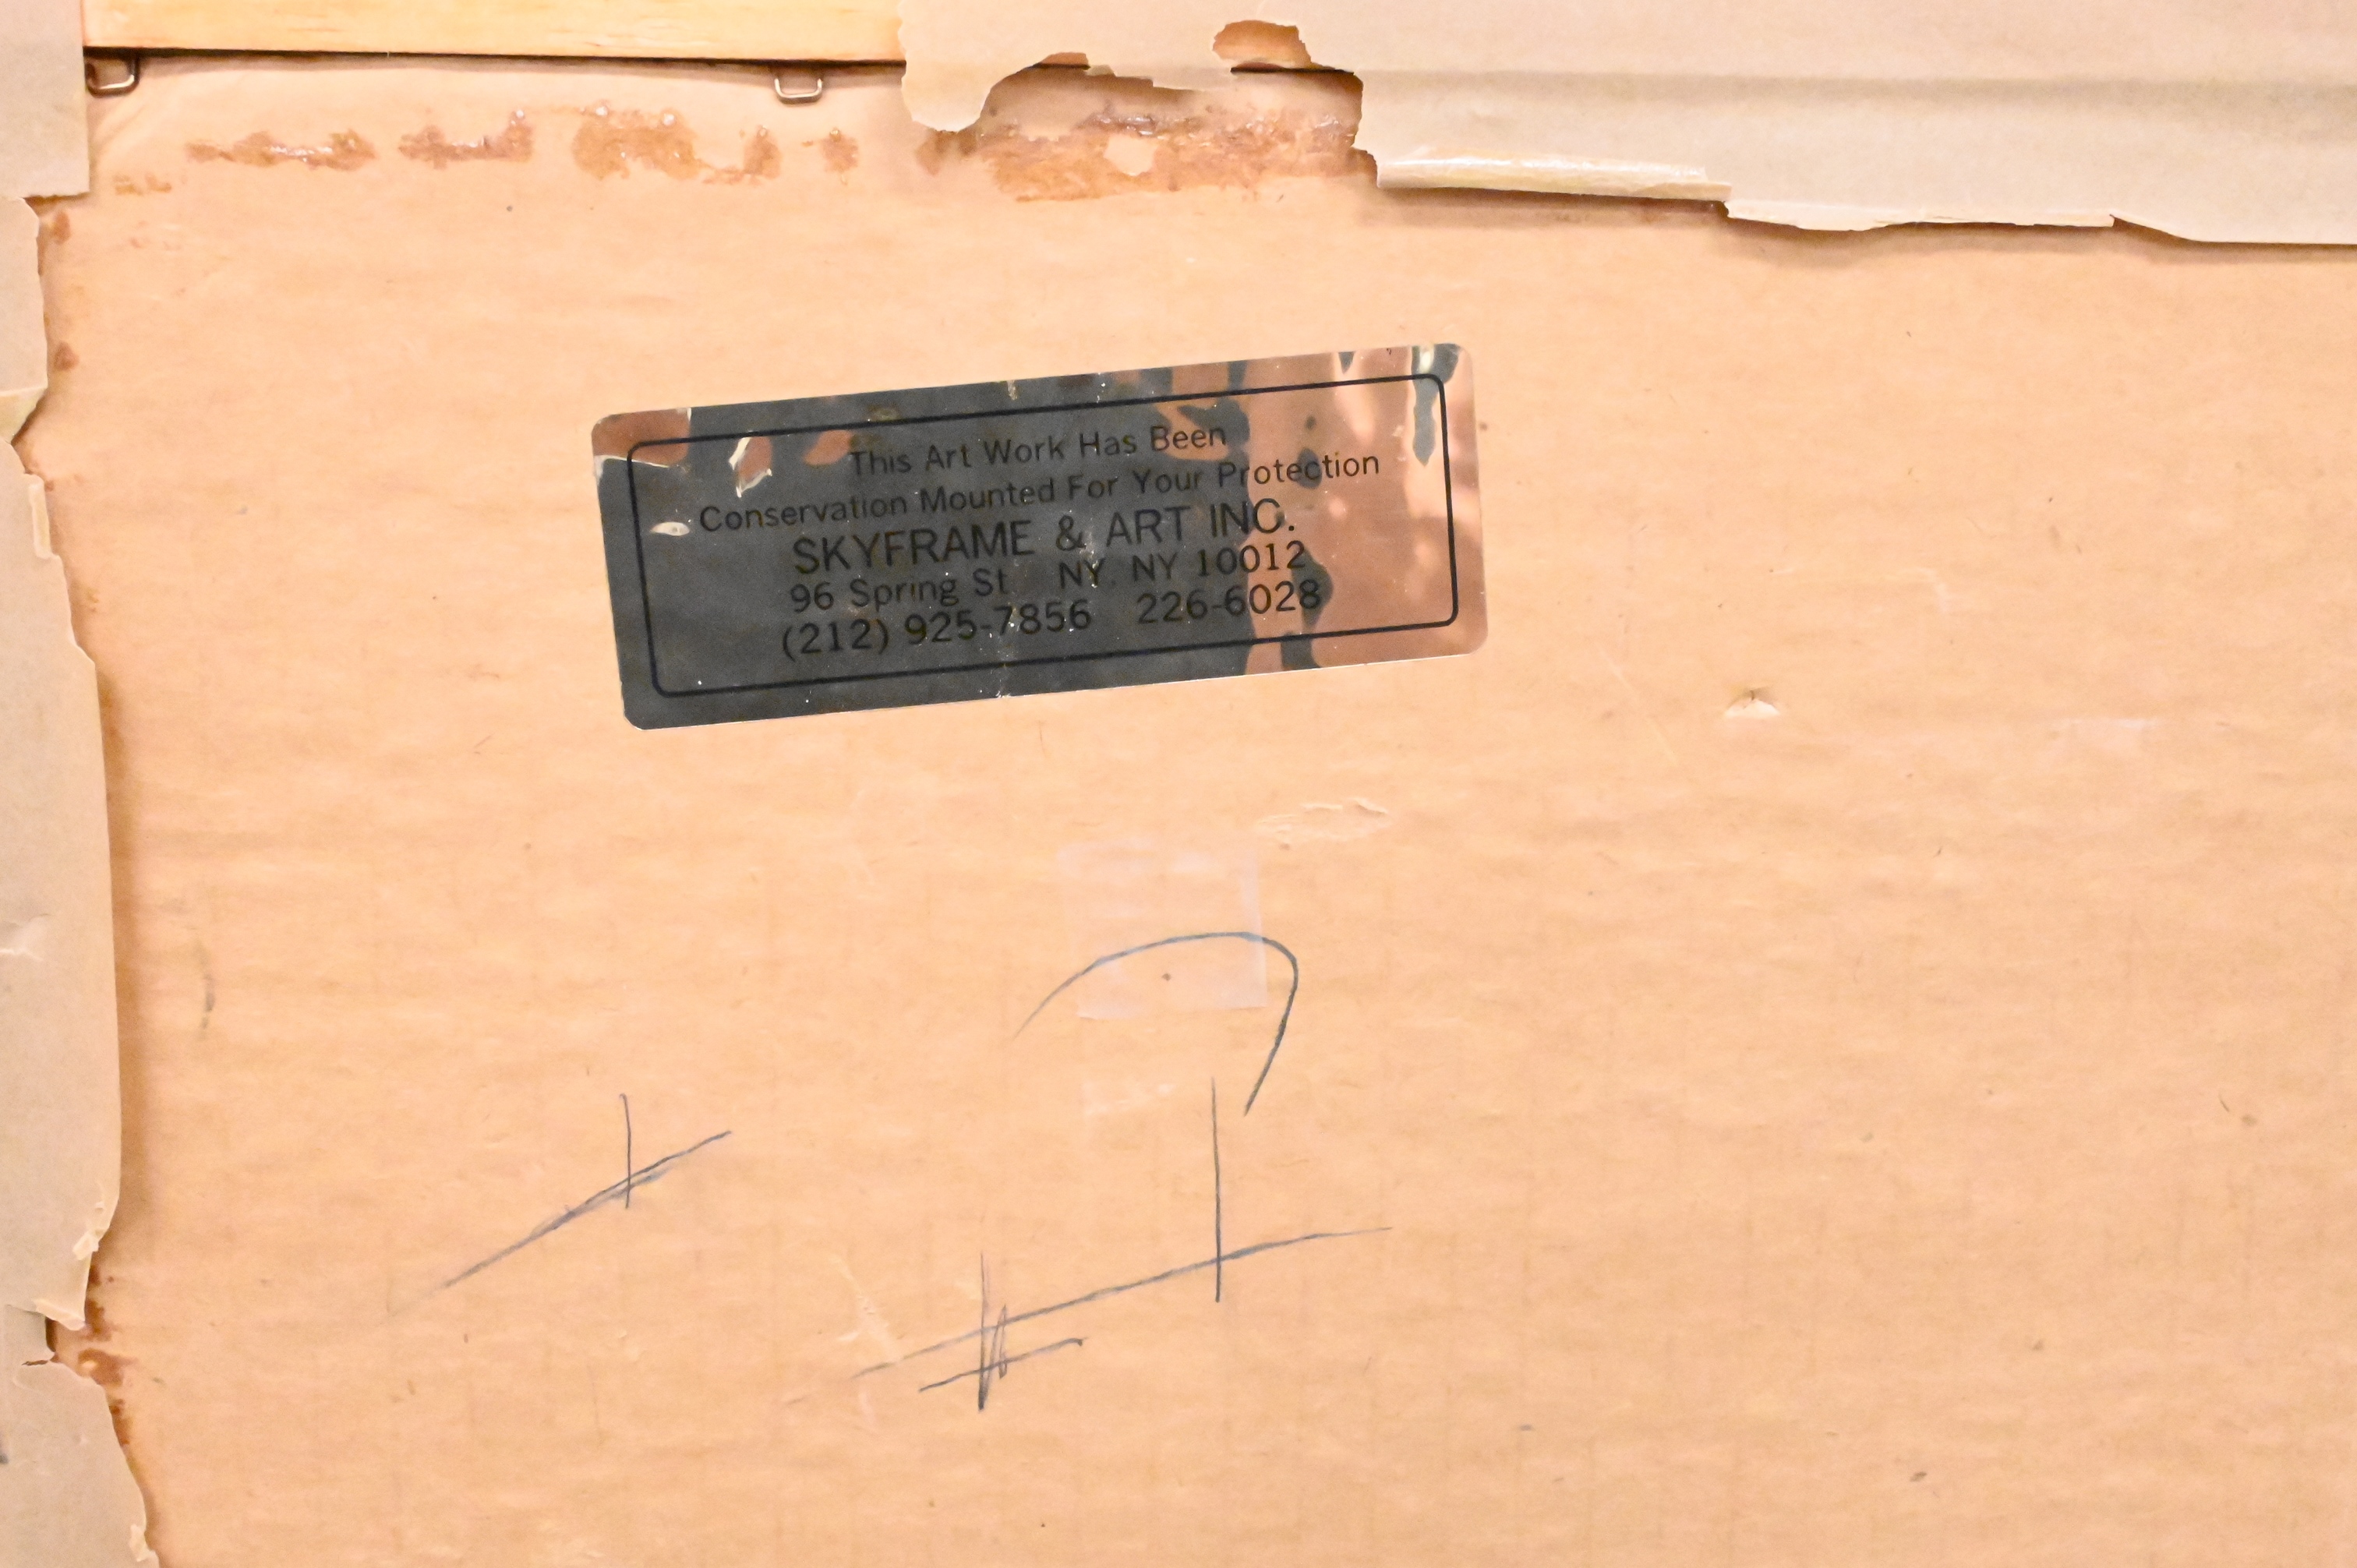 This Art Work Has Been
Conservation Mounted For Your Protection
SKYFRAME & ART INC.
96 Spring St NY, NY 10012
(212) 925-7856 226-6028